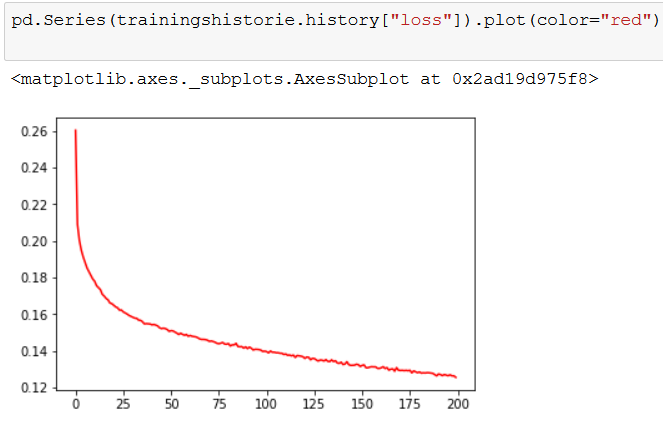 pd.Series(trainingshistorie.history["loss"]).plot(color="red")
<matplotlib.axes._subplots.AxesSubplot at 0x2ad19d975f8>
0.26
0.24
0.22
0.20
0.18
0.16
0.14
0.12
0 25 50 75 100 125 150 175 200